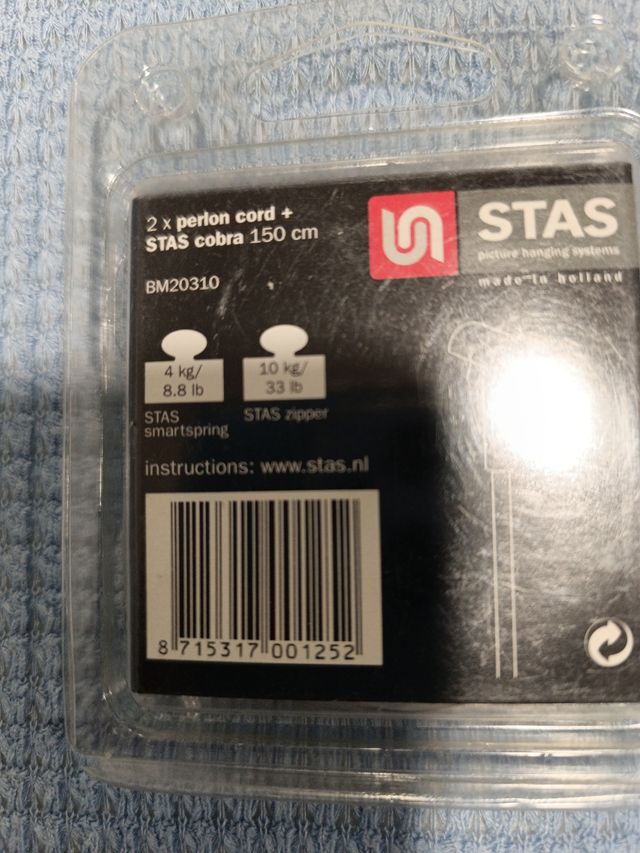 2 x perlon cord +
STAS cobra 150 cm
BM20310
STAS
picture hanging systems
made in holland
4 kg/
8.8 lb
STAS
smartspring
10 kg/
33 lb
STAS zipper
instructions: www.stas.nl
8 715317 001252